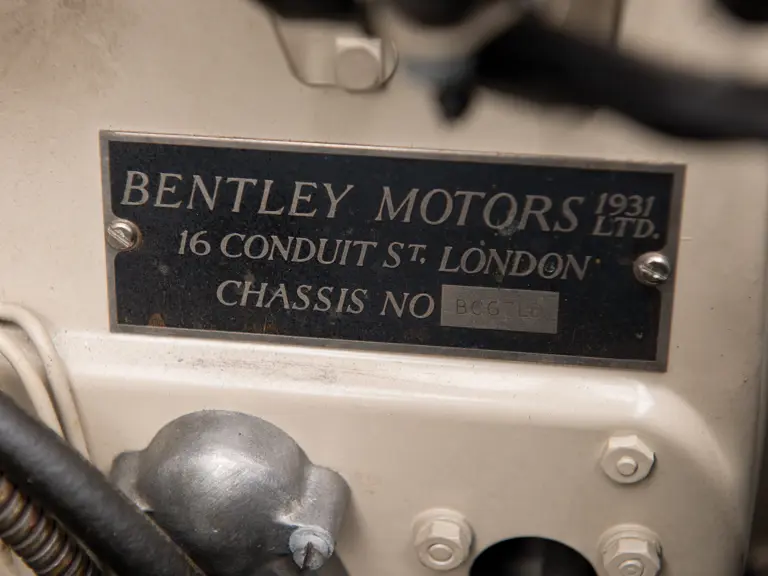 BENTLEY MOTORS 1931 LTD.
16 CONDUIT ST. LONDON
CHASSIS NO